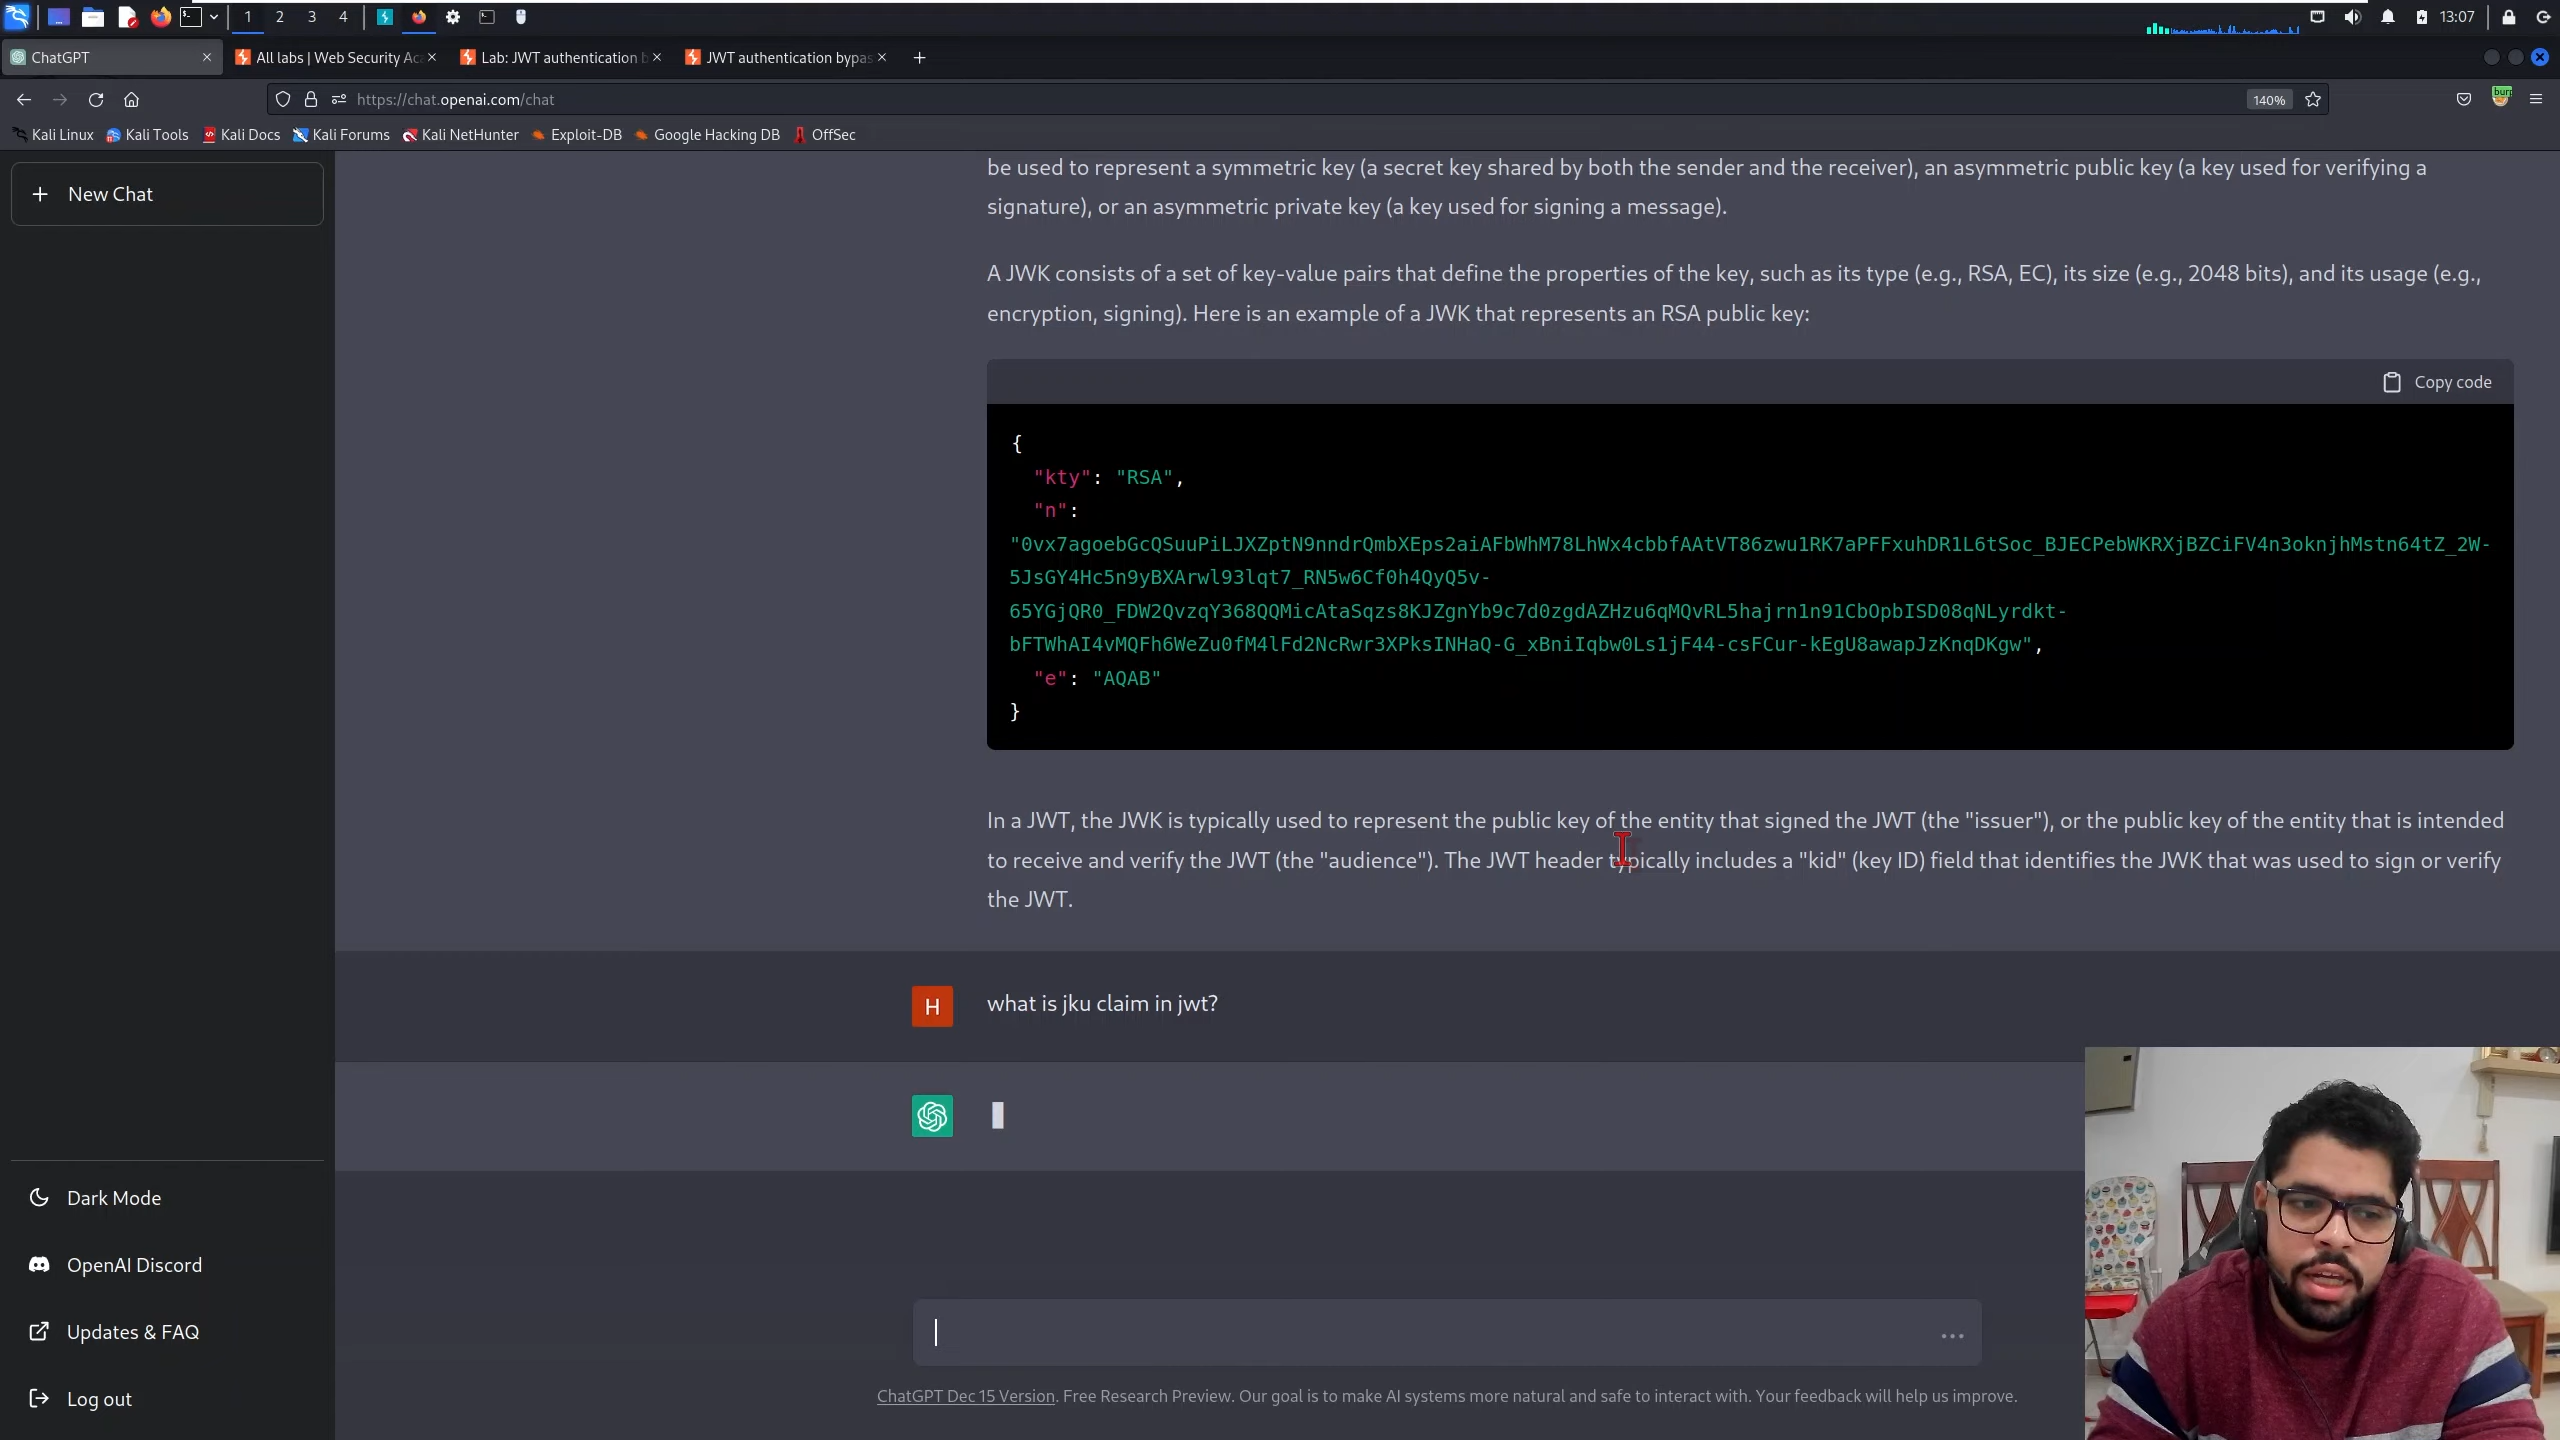 1 2 3 4 13:07
ChatGPT
All labs | Web Security Aca
Lab: JWT authentication b
JWT authentication bypas
https://chat.openai.com/chat
140%
burp
Kali Linux
Kali Tools
Kali Docs
Kali Forums
Kali NetHunter
Exploit-DB
Google Hacking DB
OffSec
New Chat
be used to represent a symmetric key (a secret key shared by both the sender and the receiver), an asymmetric public key (a key used for verifying a
signature), or an asymmetric private key (a key used for signing a message).
A JWK consists of a set of key-value pairs that define the properties of the key, such as its type (e.g., RSA, EC), its size (e.g., 2048 bits), and its usage (e.g.,
encryption, signing). Here is an example of a JWK that represents an RSA public key:
Copy code
{
"kty": "RSA",
"n":
"0vx7agoebGcQSuuPiLJXZptN9nndrQmbXEps2aiAFbWhM78LhWx4cbbfAAtVT86zwu1RK7aPFFxuhDR1L6tSoc_BJECPebWKRXjBZCiFV4n3oknjhMstn64tZ_2W-
5JsGY4Hc5n9yBXArwl93lqt7_RN5w6Cf0h4QyQ5v-
65YGjQR0_FDW2QvzqY368QQMicAtaSqzs8KJZgnYb9c7d0zgdAZHzu6qMQvRL5hajrn1n91CbOpbISD08qNLyrdkt-
bFTWhAI4vMQFh6WeZu0fM4lFd2NcRwr3XPksINHaQ-G_xBniIqbw0Ls1jF44-csFCur-kEgU8awapJzKnqDKgw",
"e": "AQAB"
}
In a JWT, the JWK is typically used to represent the public key of the entity that signed the JWT (the "issuer"), or the public key of the entity that is intended
to receive and verify the JWT (the "audience"). The JWT header typically includes a "kid" (key ID) field that identifies the JWK that was used to sign or verify
the JWT.
H
what is jku claim in jwt?
Dark Mode
OpenAI Discord
Updates & FAQ
Log out
ChatGPT Dec 15 Version. Free Research Preview. Our goal is to make AI systems more natural and safe to interact with. Your feedback will help us improve.